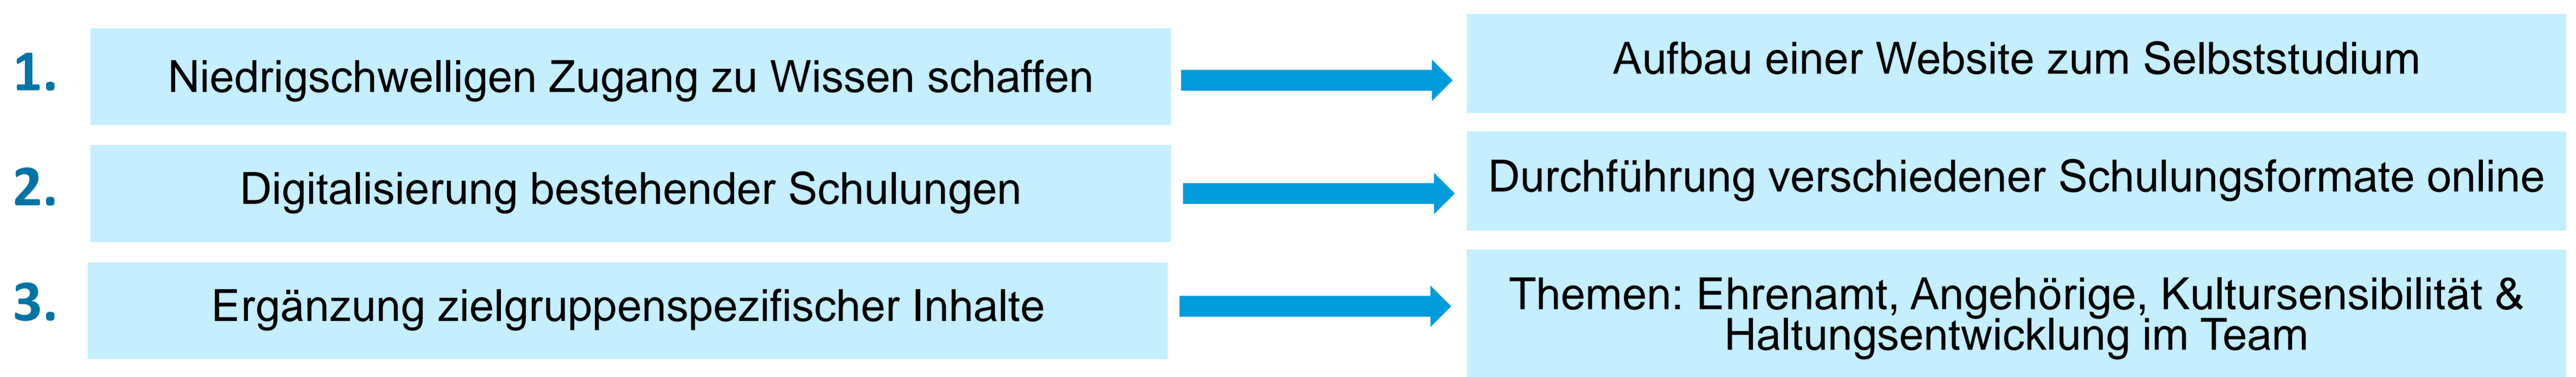 1. Niedrigschwelligen Zugang zu Wissen schaffen
Aufbau einer Website zum Selbststudium
2. Digitalisierung bestehender Schulungen
Durchführung verschiedener Schulungsformate online
3. Ergänzung zielgruppenspezifischer Inhalte
Themen: Ehrenamt, Angehörige, Kultursensibilität &
Haltungsentwicklung im Team